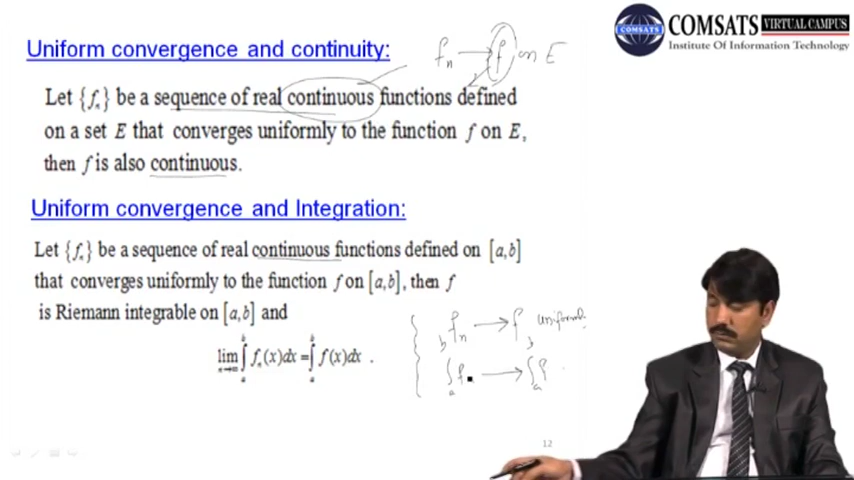 COMSATS VIRTUAL CAMPUS
Institute Of Information Technology
Uniform convergence and continuity:
fₙ → f on E
Let {fₙ} be a sequence of real continuous functions defined
on a set E that converges uniformly to the function f on E,
then f is also continuous.
Uniform convergence and Integration:
Let {fₙ} be a sequence of real continuous functions defined on [a,b]
that converges uniformly to the function f on [a,b], then f
is Riemann integrable on [a,b] and
lim n→∞ ∫ₐᵇ fₙ(x)dx = ∫ₐᵇ f(x)dx .
fₙ → f uniformly
∫ₐᵇ f → ∫ₐᵇ f
12